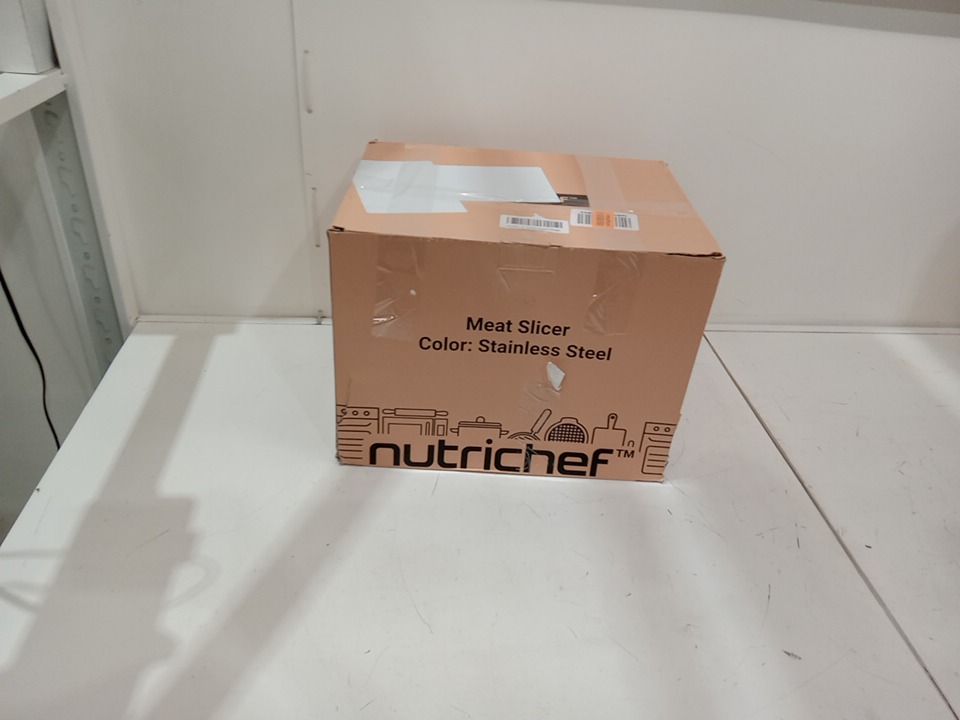 Meat Slicer
Color: Stainless Steel
nutrichef™